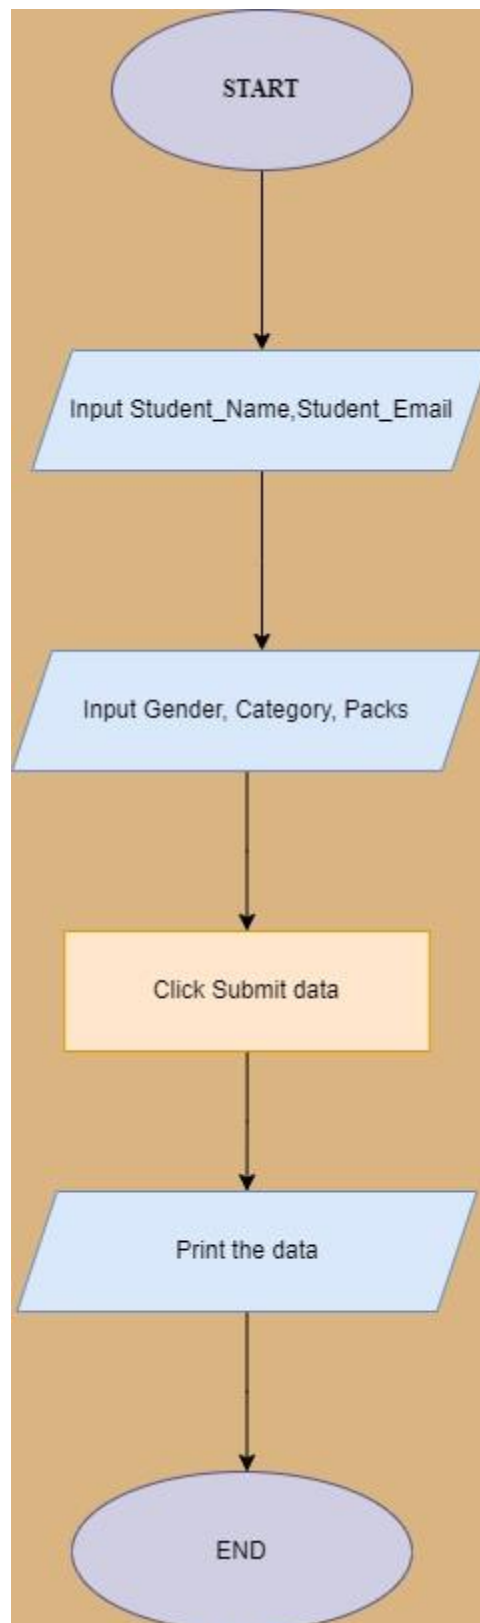 START
Input Student_Name,Student_Email
Input Gender, Category, Packs
Click Submit data
Print the data
END